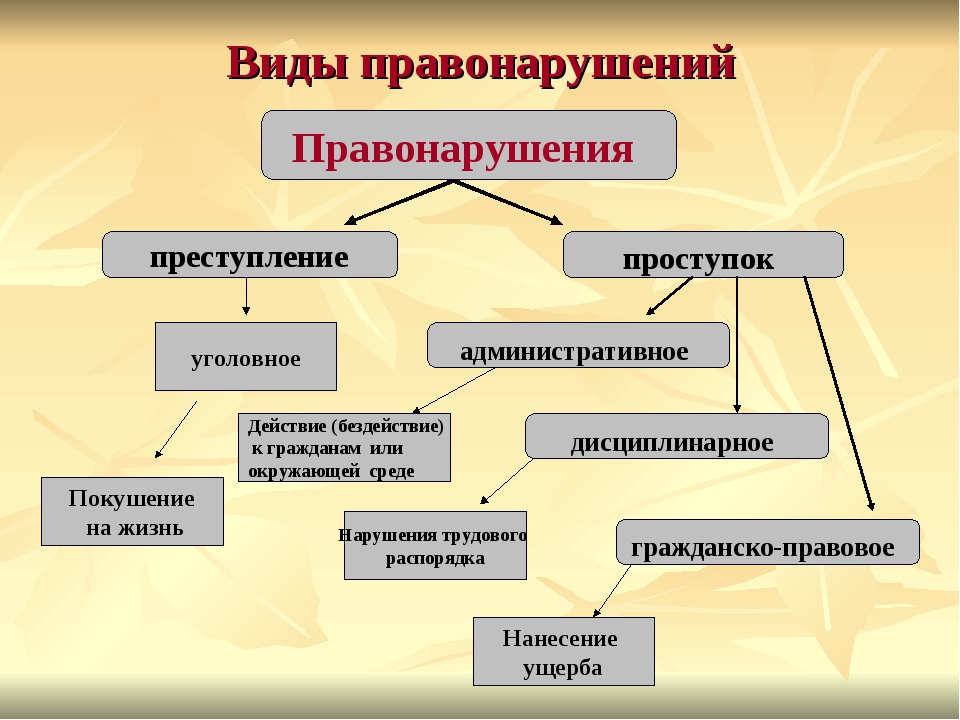 Виды правонарушений
Правонарушения
преступление
проступок
уголовное
административное
Действие (бездействие)
к гражданам или
окружающей среде
дисциплинарное
Покушение
на жизнь
Нарушения трудового
распорядка
гражданско-правовое
Нанесение
ущерба